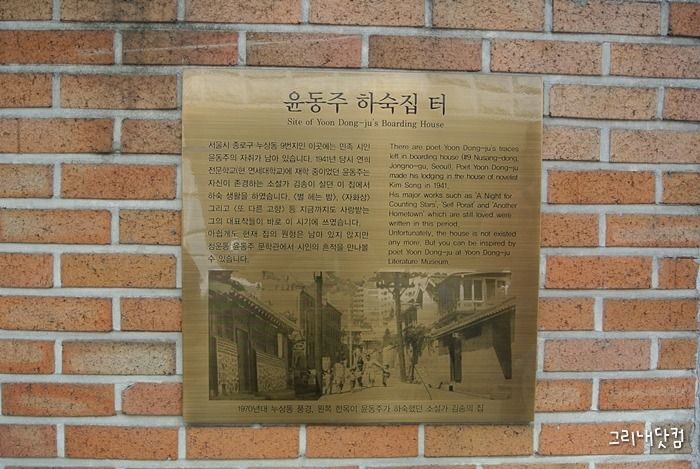 윤동주 하숙집 터
Site of Yoon Dong-ju's Boarding House
서울시 종로구 누상동 9번지인 이곳에는 민족 시인
윤동주의 자취가 남아 있습니다. 1941년 당시 연희
전문학교(현 연세대학교)에 재학 중이었던 윤동주는
자신이 존경하는 소설가 김송이 살던 이 집에서
하숙 생활을 하였습니다. <별 헤는 밤>, <자화상>
그리고 <또 다른 고향> 등 지금까지도 사랑받는
그의 대표작들이 바로 이 시기에 쓰였습니다.
아쉽게도 현재 집의 원형은 남아 있지 않지만
청운동 윤동주 문학관에서 시인의 흔적을 만나볼
수 있습니다.
There are poet Yoon Dong-ju's traces
left in boarding house (#9 Nusang-dong,
Jongno-gu, Seoul). Poet Yoon Dong-ju
made his lodging in the house of novelist
Kim Song in 1941.
His major works such as 'A Night for
Counting Stars', 'Self Porait' and 'Another
Hometown' which are still loved were
written in this period.
Unfortunately, the house is not existed
any more. But you can be inspired by
poet Yoon Dong-ju at Yoon Dong-ju
Literature Museum.
1970년대 누상동 풍경, 왼쪽 한옥이 윤동주가 하숙했던 소설가 김송의 집
그리내닷컴